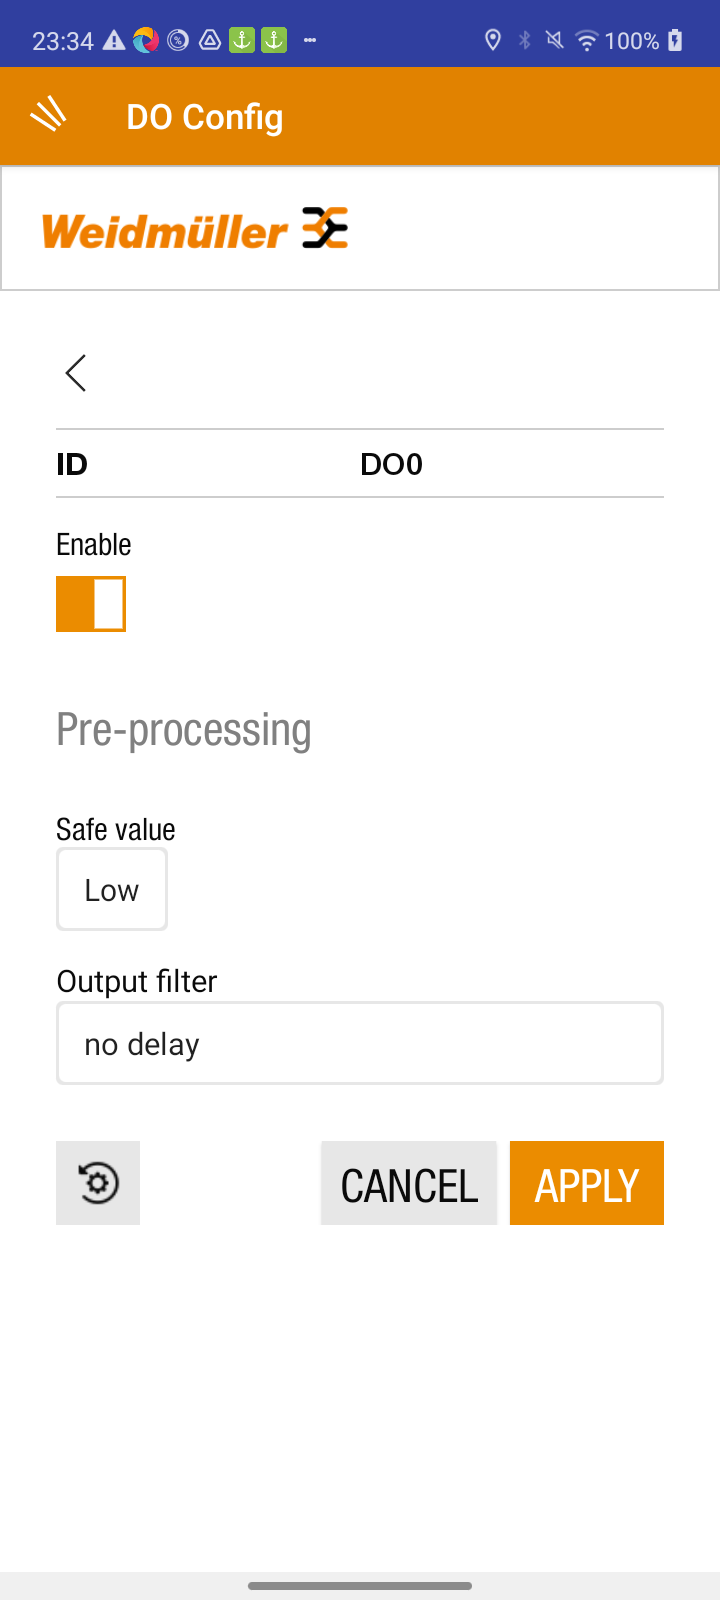 23:34
100%
DO Config
Weidmüller
ID DO0
Enable
Pre-processing
Safe value
Low
Output filter
no delay
CANCEL APPLY